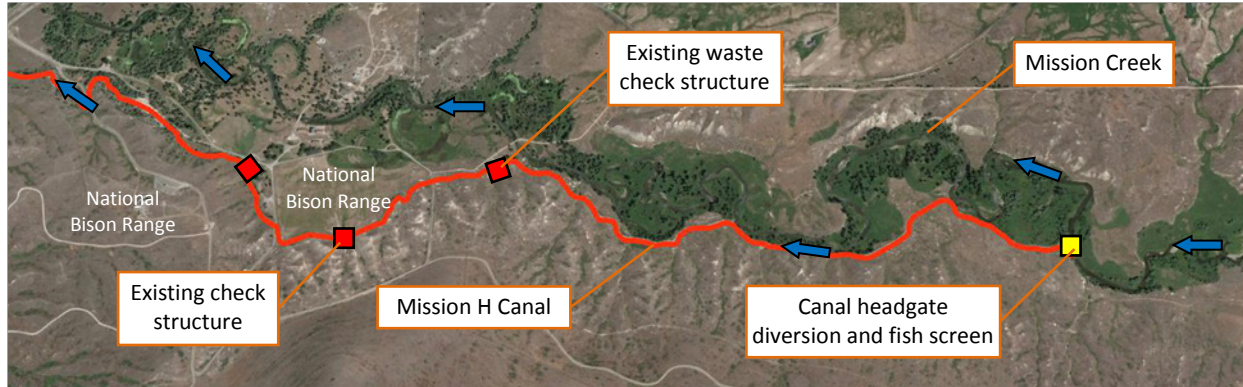 Existing waste
check structure
Mission Creek
National
Bison Range
National
Bison Range
Existing check
structure
Mission H Canal
Canal headgate
diversion and fish screen